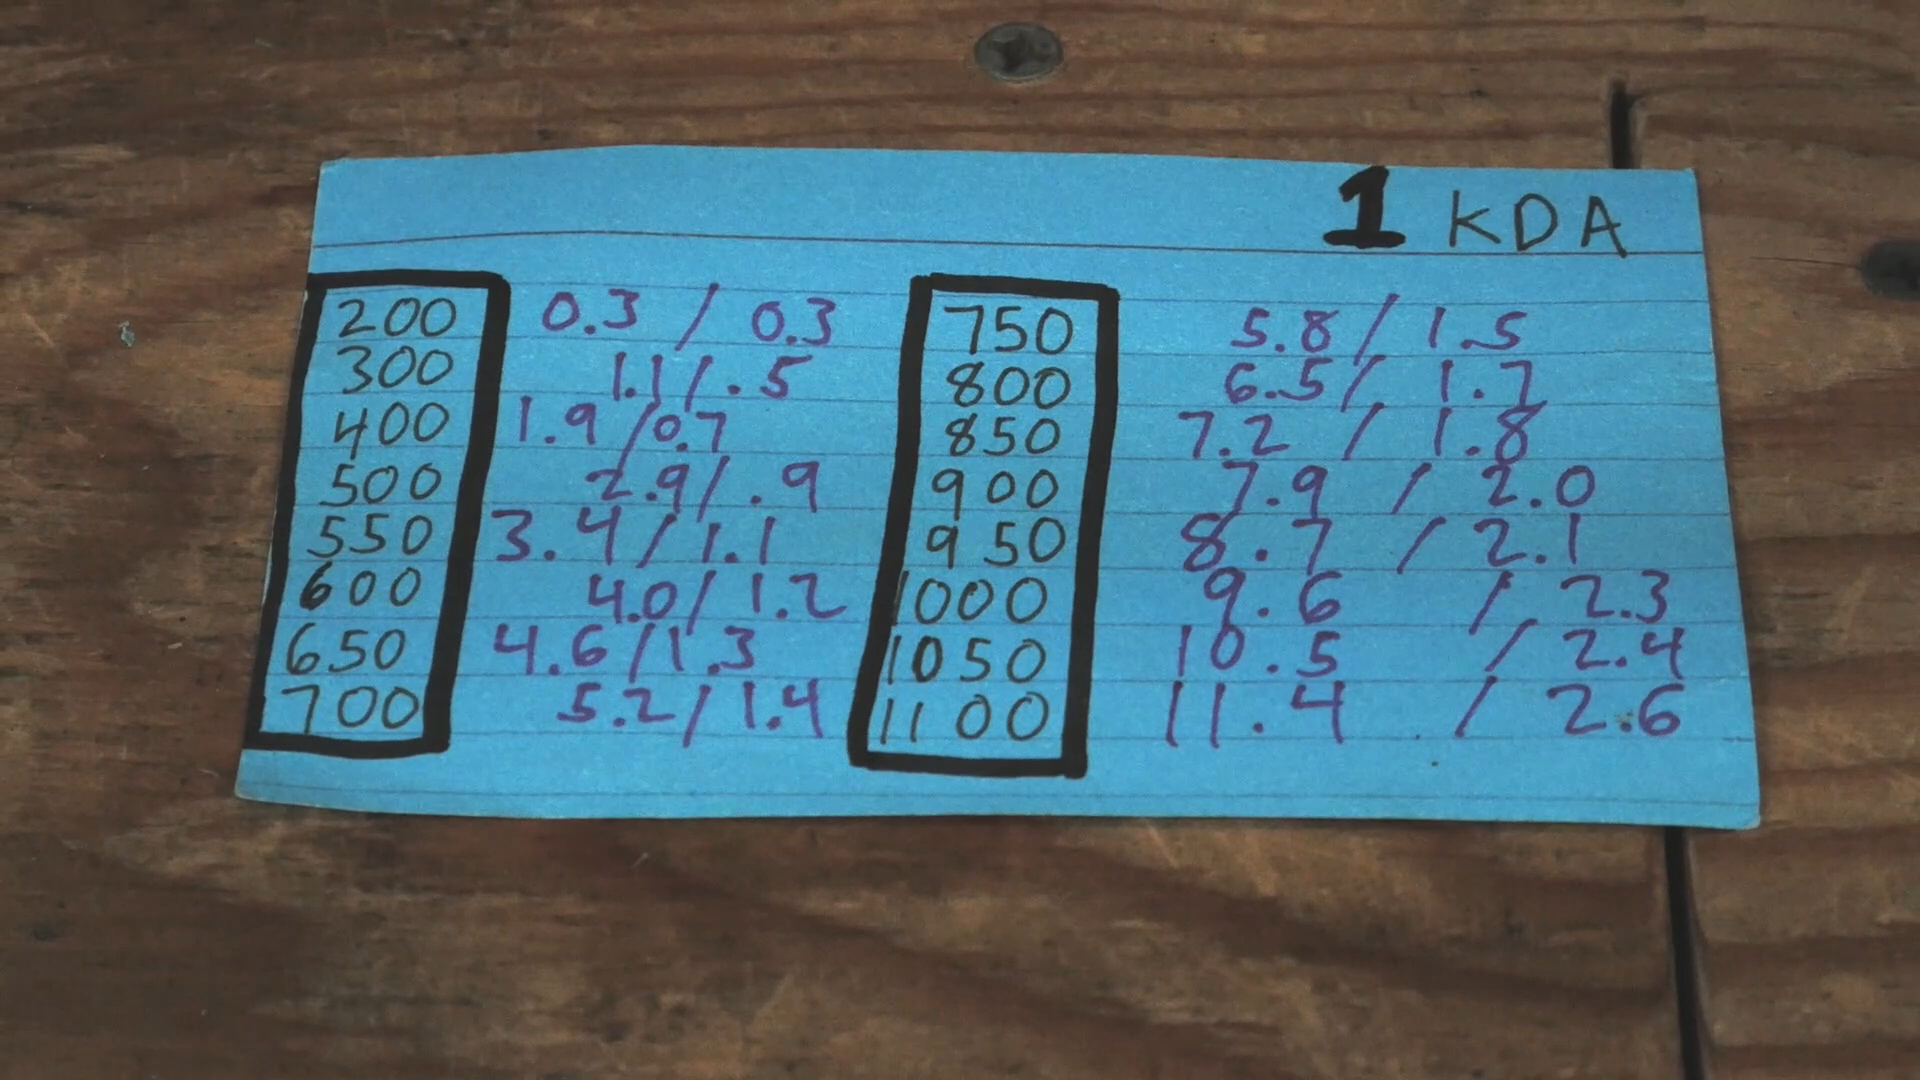 1 KDA
200 0.3 / 0.3 750 5.8 / 1.5
300 1.1 / .5 800 6.5 / 1.7
400 1.9 / 0.7 850 7.2 / 1.8
500 2.9 / .9 900 7.9 / 2.0
550 3.4 / 1.1 950 8.7 / 2.1
600 4.0 / 1.2 1000 9.6 / 2.3
650 4.6 / 1.3 1050 10.5 / 2.4
700 5.2 / 1.4 1100 11.4 / 2.6